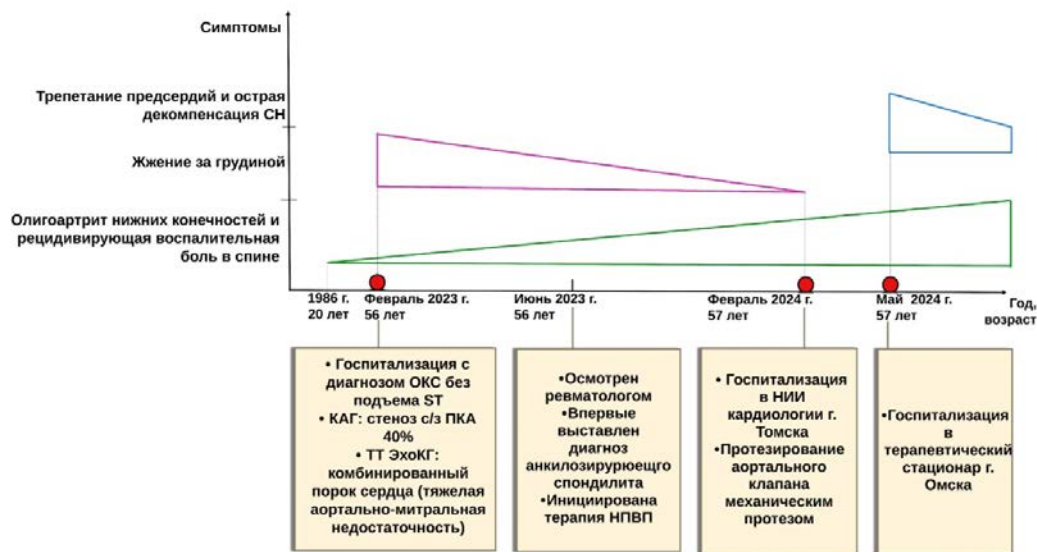 Симптомы
Трепетание предсердий и острая
декомпенсация СН
Жжение за грудиной
Олигоартрит нижних конечностей и
рецидивирующая воспалительная
боль в спине
1986 г.
20 лет
Февраль 2023 г.
56 лет
Июнь 2023 г.
56 лет
Февраль 2024 г.
57 лет
Май 2024 г.
57 лет
Год,
возраст
• Госпитализация с
диагнозом ОКС без
подъема ST
• КАГ: стеноз с/з ПКА
40%
• ТТ ЭхоКГ:
комбинированный
порок сердца (тяжелая
аортально-митральная
недостаточность)
•Осмотрен
ревматологом
•Впервые
выставлен
диагноз
анкилозирурюещго
спондилита
•Инициирована
терапия НПВП
• Госпитализация
в НИИ
кардиологии г.
Томска
•Протезирование
аортального
клапана
механическим
протезом
•Госпитализация
в
терапевтический
стационар г.
Омска